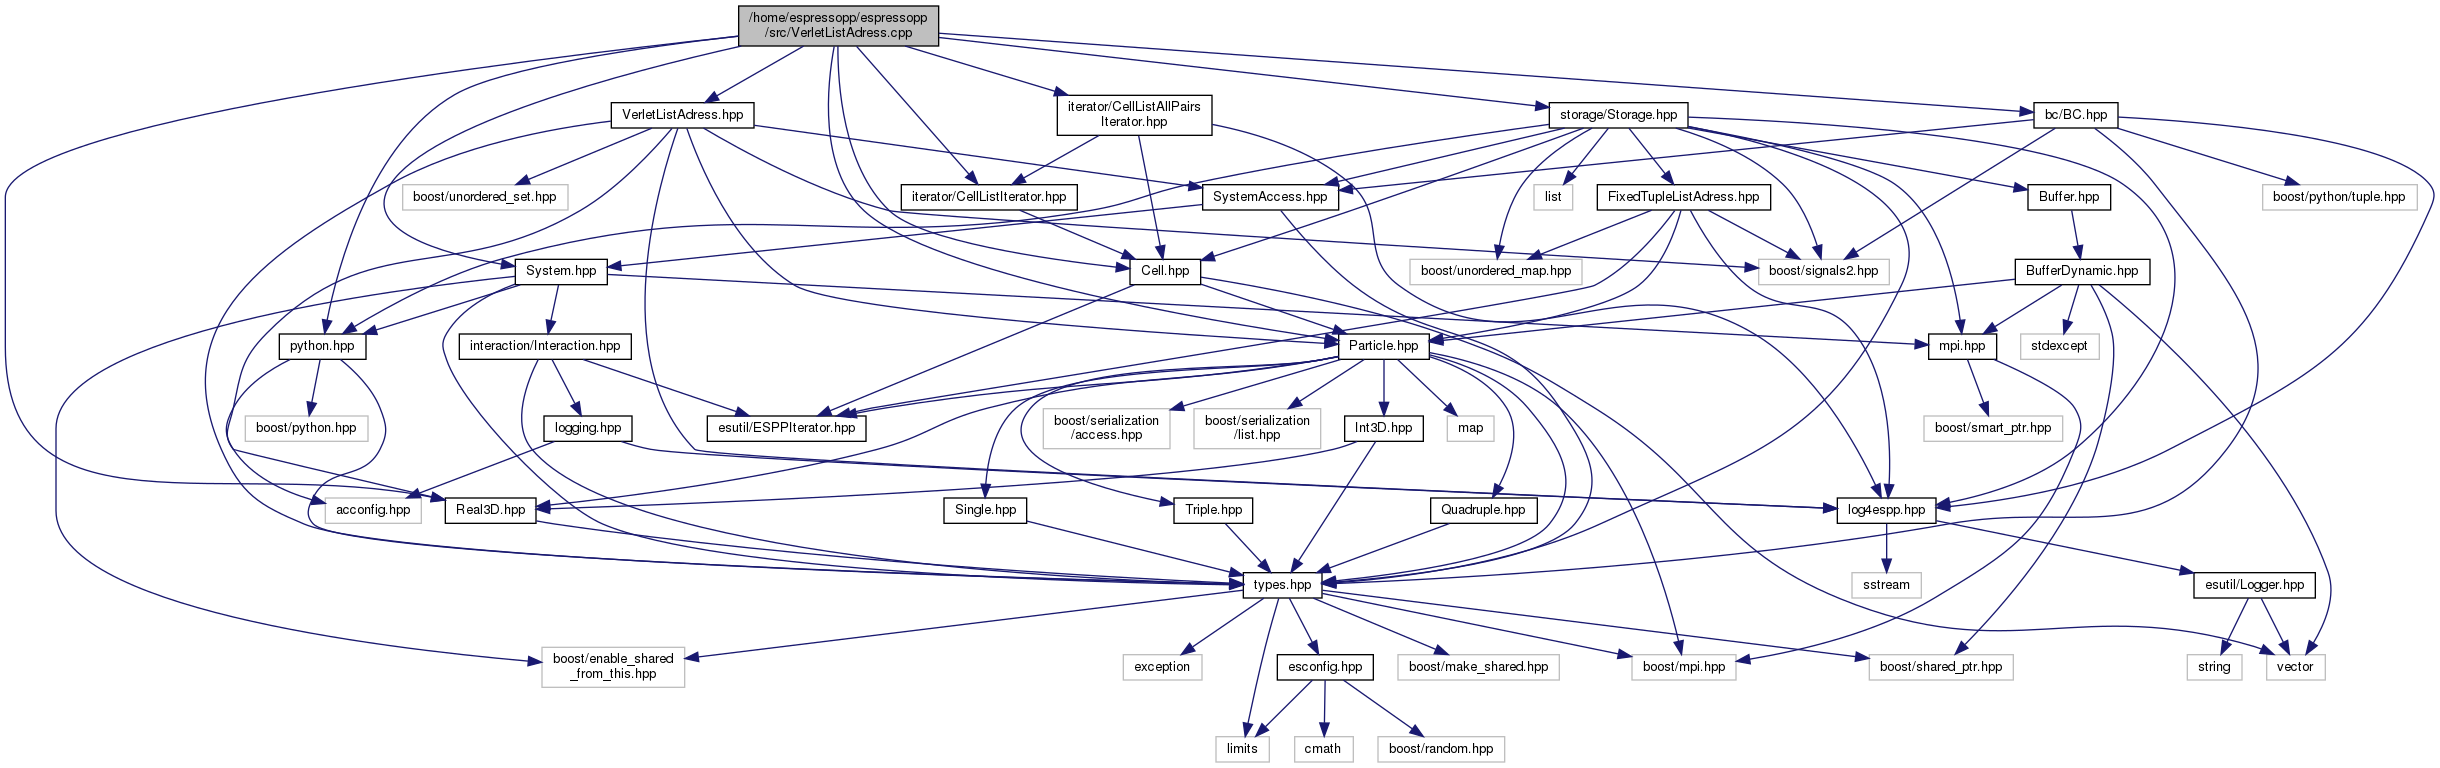 /home/espressopp/espressopp
/src/VerletListAdress.cpp
VerletListAdress.hpp
iterator/CellListAllPairs
Iterator.hpp
storage/Storage.hpp
bc/BC.hpp
boost/unordered_set.hpp
iterator/CellListIterator.hpp
SystemAccess.hpp
list
FixedTupleListAdress.hpp
Buffer.hpp
boost/python/tuple.hpp
System.hpp
Cell.hpp
boost/unordered_map.hpp
boost/signals2.hpp
BufferDynamic.hpp
python.hpp
interaction/Interaction.hpp
Particle.hpp
mpi.hpp
stdexcept
boost/python.hpp
logging.hpp
esutil/ESPPIterator.hpp
boost/serialization
/access.hpp
boost/serialization
/list.hpp
Int3D.hpp
map
boost/smart_ptr.hpp
acconfig.hpp
Real3D.hpp
Single.hpp
Triple.hpp
Quadruple.hpp
log4espp.hpp
types.hpp
sstream
esutil/Logger.hpp
boost/enable_shared
_from_this.hpp
exception
esconfig.hpp
boost/make_shared.hpp
boost/mpi.hpp
boost/shared_ptr.hpp
string
vector
limits
cmath
boost/random.hpp